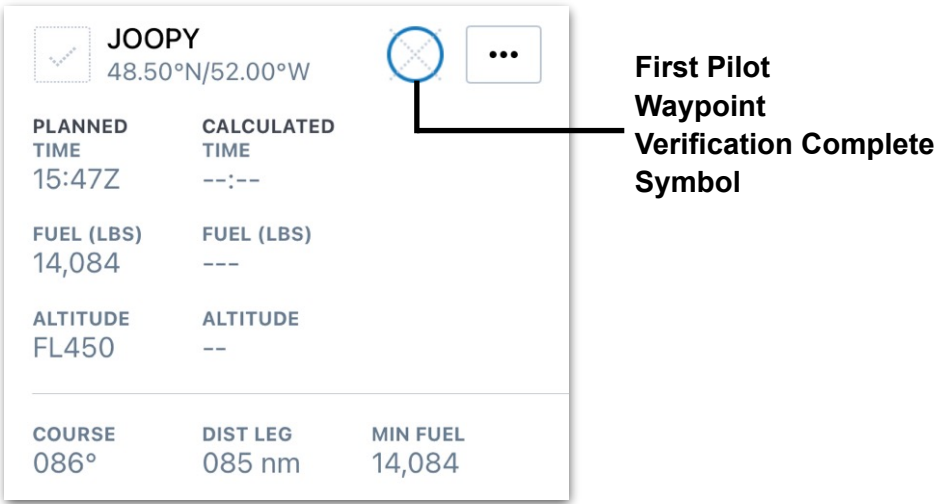 JOOPY
48.50°N/52.00°W
•••
First Pilot
Waypoint
Verification Complete
Symbol
PLANNED CALCULATED
TIME TIME
15:47Z --:--
FUEL (LBS) FUEL (LBS)
14,084 ---
ALTITUDE ALTITUDE
FL450 --
COURSE DIST LEG MIN FUEL
086° 085 nm 14,084